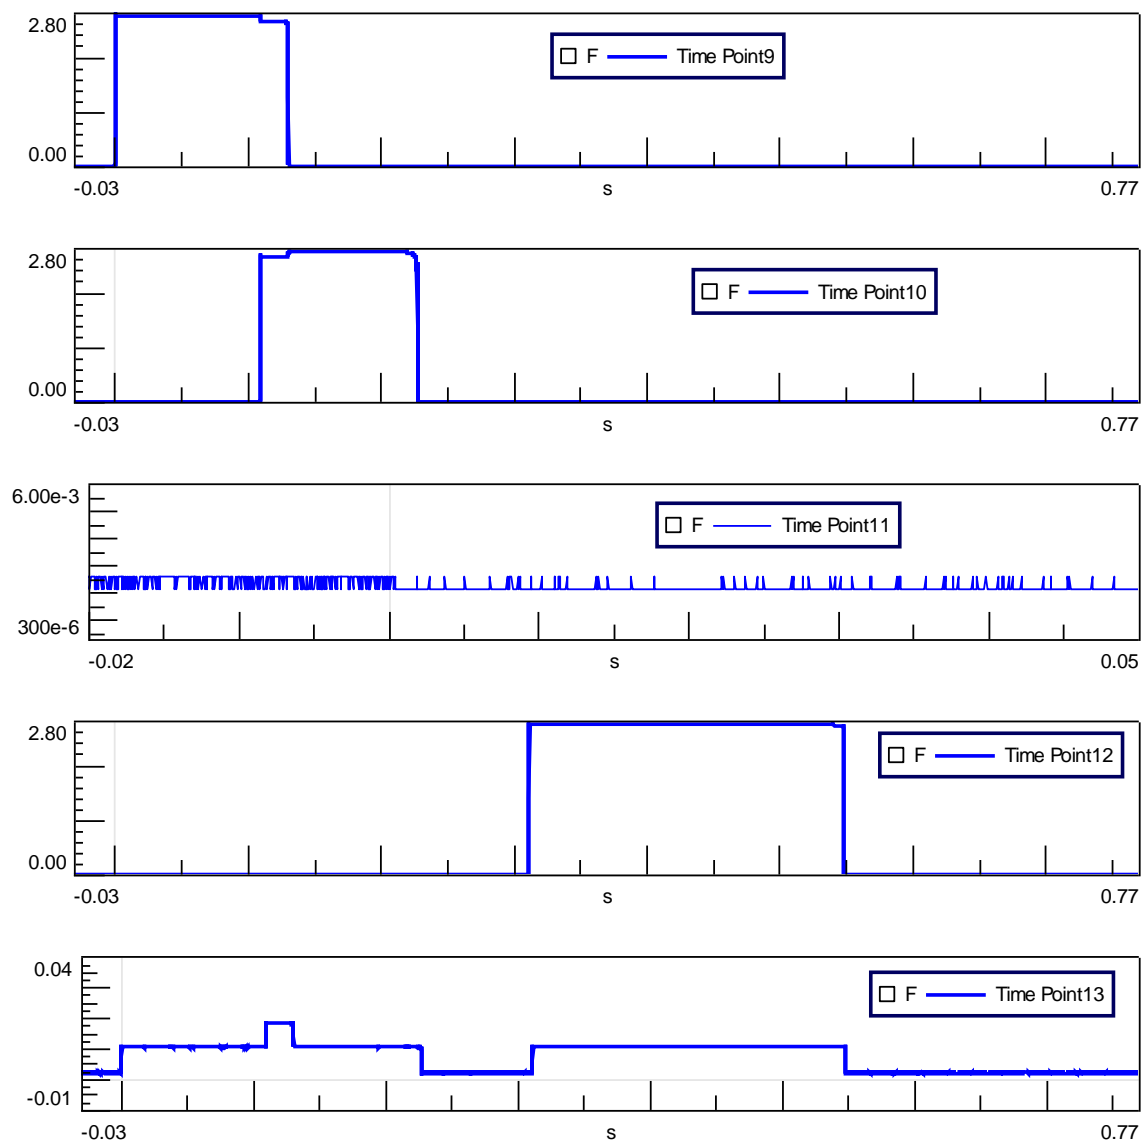 2.80
F Time Point9
0.00
-0.03 s 0.77
2.80
F Time Point10
0.00
-0.03 s 0.77
6.00e-3
F Time Point11
300e-6
-0.02 s 0.05
2.80
F Time Point12
0.00
-0.03 s 0.77
0.04
F Time Point13
-0.01
-0.03 s 0.77